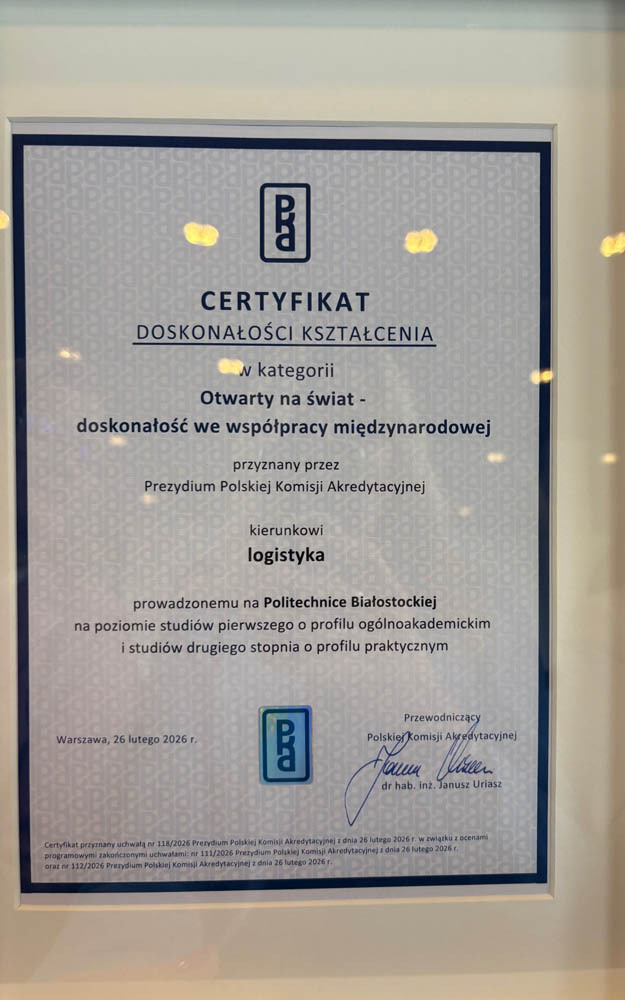 PKA
CERTYFIKAT
DOSKONAŁOŚCI KSZTAŁCENIA
w kategorii
Otwarty na świat -
doskonałość we współpracy międzynarodowej
przyznany przez
Prezydium Polskiej Komisji Akredytacyjnej
kierunkowi
logistyka
prowadzonemu na Politechnice Białostockiej
na poziomie studiów pierwszego o profilu ogólnoakademickim
i studiów drugiego stopnia o profilu praktycznym
PKA
Warszawa, 26 lutego 2026 r.
Przewodniczący
Polskiej Komisji Akredytacyjnej
dr hab. inż. Janusz Uriasz
Certyfikat przyznany uchwałą nr 118/2026 Prezydium Polskiej Komisji Akredytacyjnej z dnia 26 lutego 2026 r. w związku z ocenami
programowymi zakończonymi uchwałami: nr 111/2026 Prezydium Polskiej Komisji Akredytacyjnej z dnia 26 lutego 2026 r.
oraz nr 112/2026 Prezydium Polskiej Komisji Akredytacyjnej z dnia 26 lutego 2026 r.